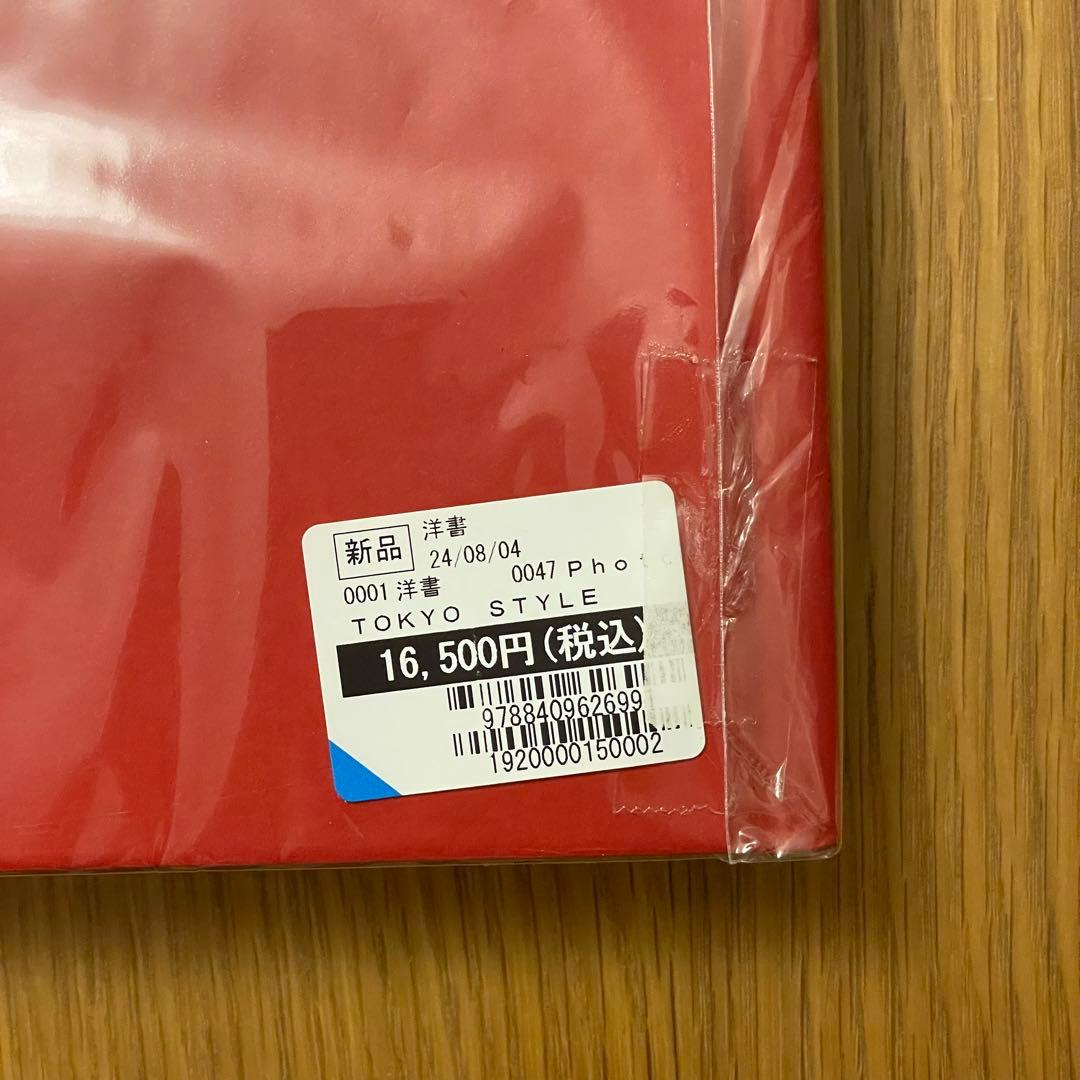 新品 洋書
24/08/04
0001 洋書 0047 Pho
TOKYO STYLE
16,500円(税込)
978840962699
1920000150002